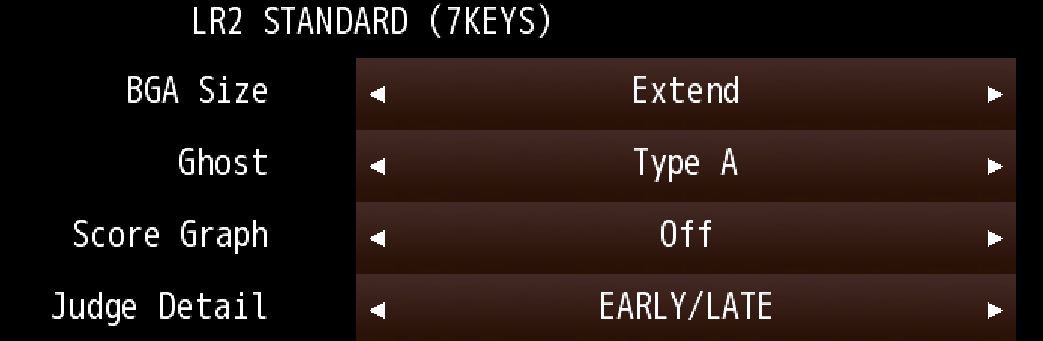 LR2 STANDARD (7KEYS)
BGA Size ◀ Extend ▶
Ghost ◀ Type A ▶
Score Graph ◀ Off ▶
Judge Detail ◀ EARLY/LATE ▶